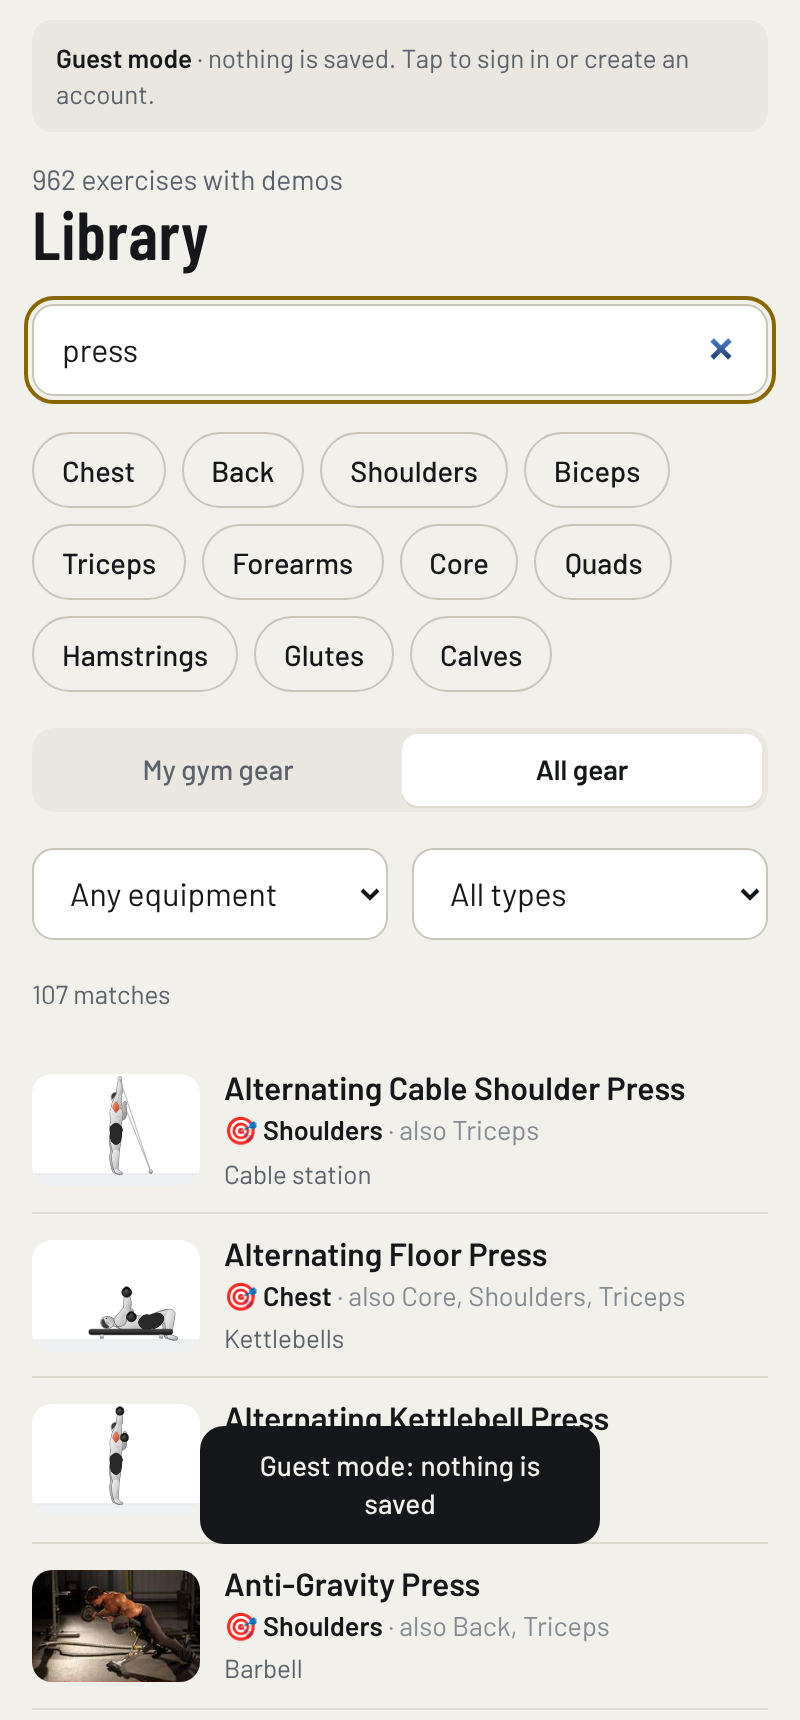 Guest mode · nothing is saved. Tap to sign in or create an
account.
962 exercises with demos
Library
press
Chest
Back
Shoulders
Biceps
Triceps
Forearms
Core
Quads
Hamstrings
Glutes
Calves
My gym gear
All gear
Any equipment
All types
107 matches
Alternating Cable Shoulder Press
🎯 Shoulders · also Triceps
Cable station
Alternating Floor Press
🎯 Chest · also Core, Shoulders, Triceps
Kettlebells
Alternating Kettlebell Press
Guest mode: nothing is
saved
Anti-Gravity Press
🎯 Shoulders · also Back, Triceps
Barbell